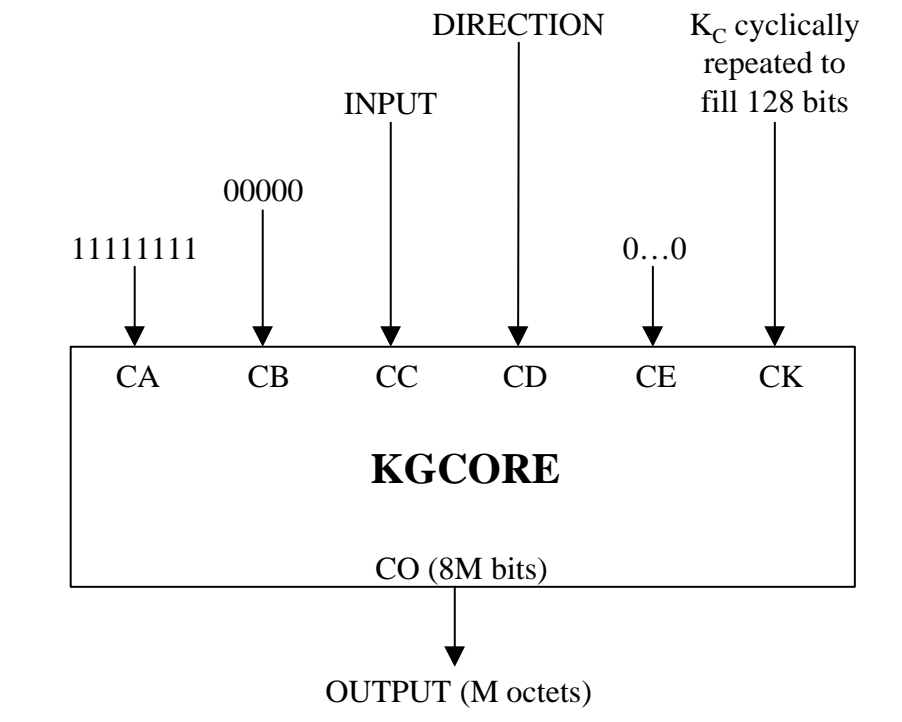 DIRECTION
K_C cyclically
repeated to
fill 128 bits
INPUT
00000
11111111
0…0
CA CB CC CD CE CK
KGCORE
CO (8M bits)
OUTPUT (M octets)